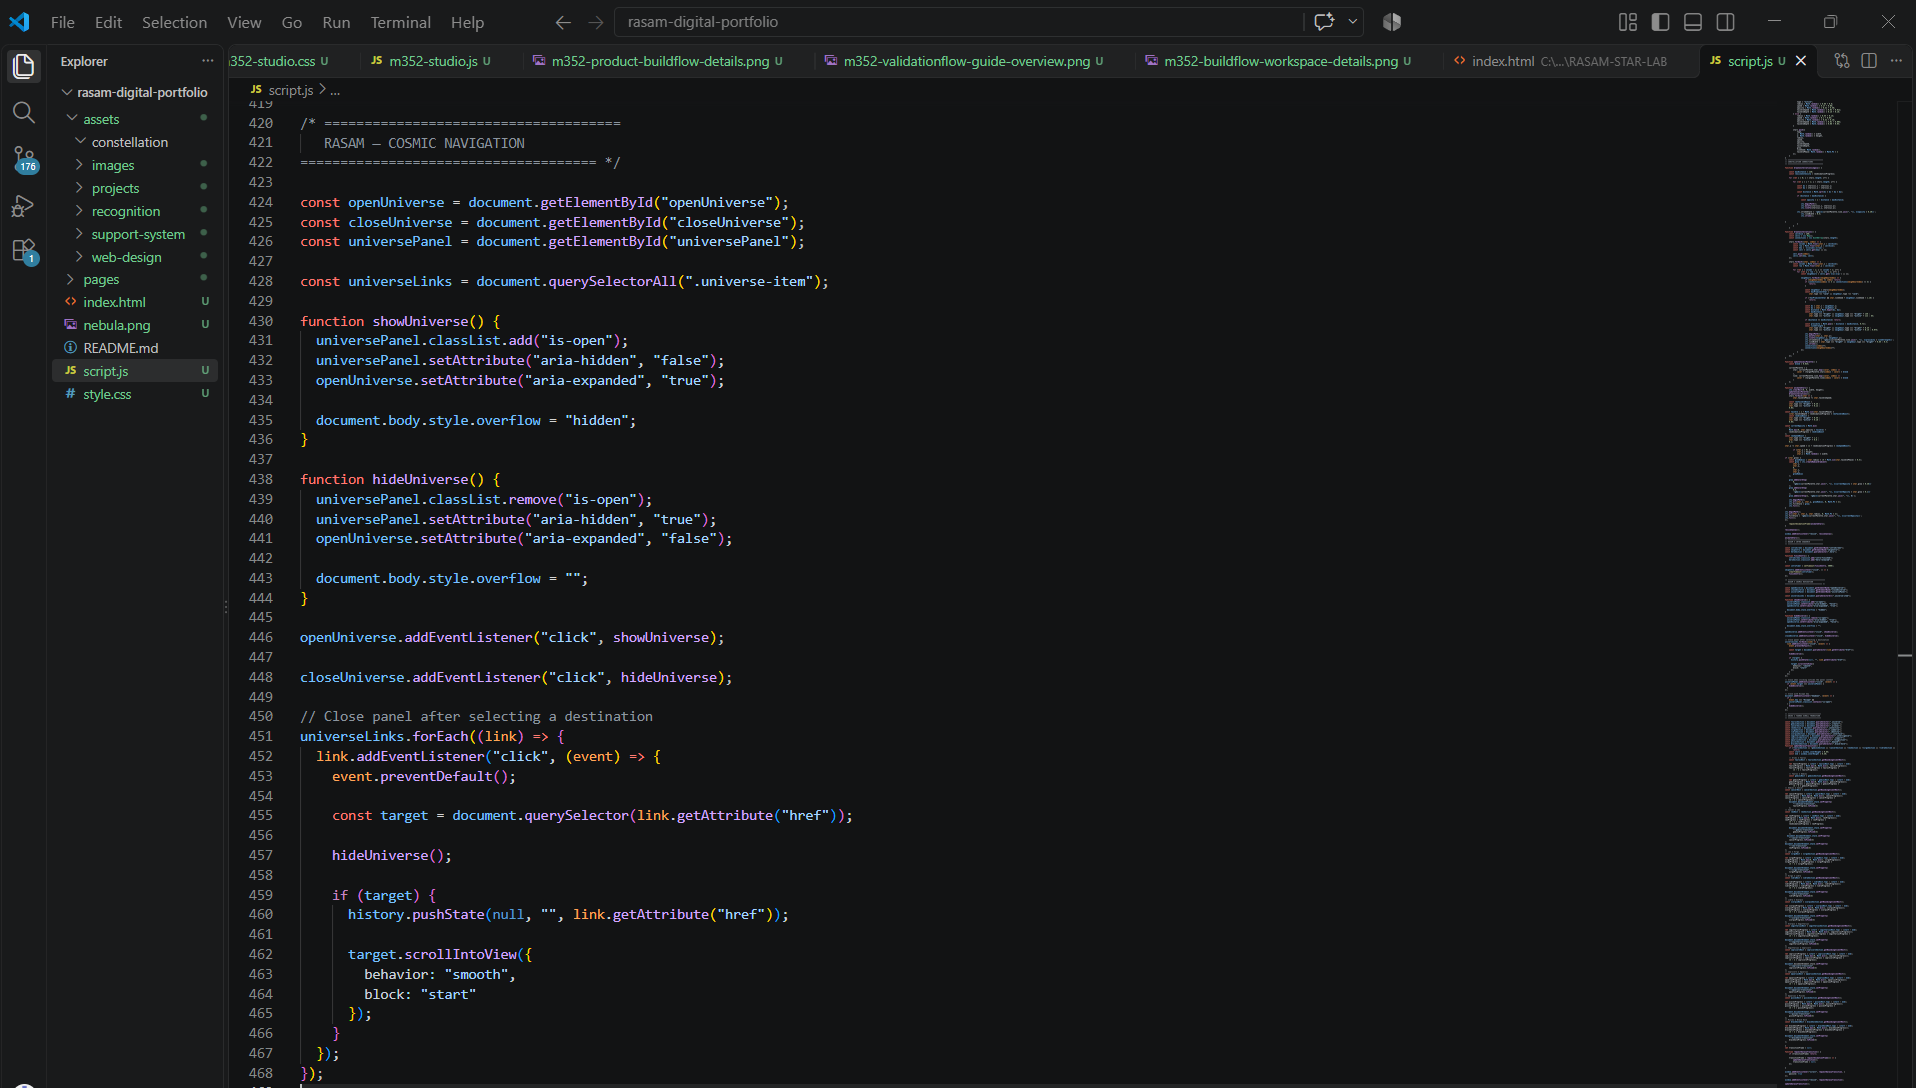 File Edit Selection View Go Run Terminal Help
rasam-digital-portfolio
Explorer
m352-studio.css U
JS m352-studio.js U
m352-product-buildflow-details.png U
m352-validationflow-guide-overview.png U
m352-buildflow-workspace-details.png U
<> index.html C:\...\RASAM-STAR-LAB
JS script.js U
JS script.js > ...
rasam-digital-portfolio
assets
constellation
images
projects
recognition
support-system
web-design
pages
<> index.html U
nebula.png U
README.md
JS script.js U
# style.css U
176
1
419
420 /* =====================================
421 RASAM — COSMIC NAVIGATION
422 ===================================== */
423
424 const openUniverse = document.getElementById("openUniverse");
425 const closeUniverse = document.getElementById("closeUniverse");
426 const universePanel = document.getElementById("universePanel");
427
428 const universeLinks = document.querySelectorAll(".universe-item");
429
430 function showUniverse() {
431 universePanel.classList.add("is-open");
432 universePanel.setAttribute("aria-hidden", "false");
433 openUniverse.setAttribute("aria-expanded", "true");
434
435 document.body.style.overflow = "hidden";
436 }
437
438 function hideUniverse() {
439 universePanel.classList.remove("is-open");
440 universePanel.setAttribute("aria-hidden", "true");
441 openUniverse.setAttribute("aria-expanded", "false");
442
443 document.body.style.overflow = "";
444 }
445
446 openUniverse.addEventListener("click", showUniverse);
447
448 closeUniverse.addEventListener("click", hideUniverse);
449
450 // Close panel after selecting a destination
451 universeLinks.forEach((link) => {
452 link.addEventListener("click", (event) => {
453 event.preventDefault();
454
455 const target = document.querySelector(link.getAttribute("href"));
456
457 hideUniverse();
458
459 if (target) {
460 history.pushState(null, "", link.getAttribute("href"));
461
462 target.scrollIntoView({
463 behavior: "smooth",
464 block: "start"
465 });
466 }
467 });
468 });